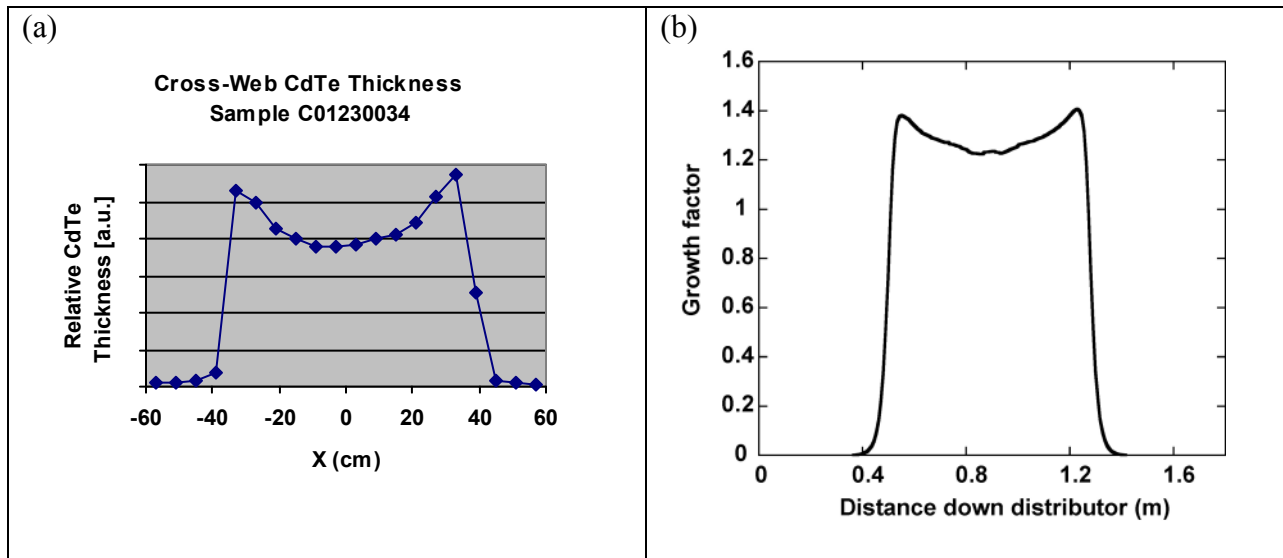 (a)
Cross-Web CdTe Thickness
Sample C01230034
Relative CdTe
Thickness [a.u.]
-60 -40 -20 0 20 40 60
X (cm)
(b)
1.6
1.4
1.2
1
0.8
0.6
0.4
0.2
0
Growth factor
0 0.4 0.8 1.2 1.6
Distance down distributor (m)